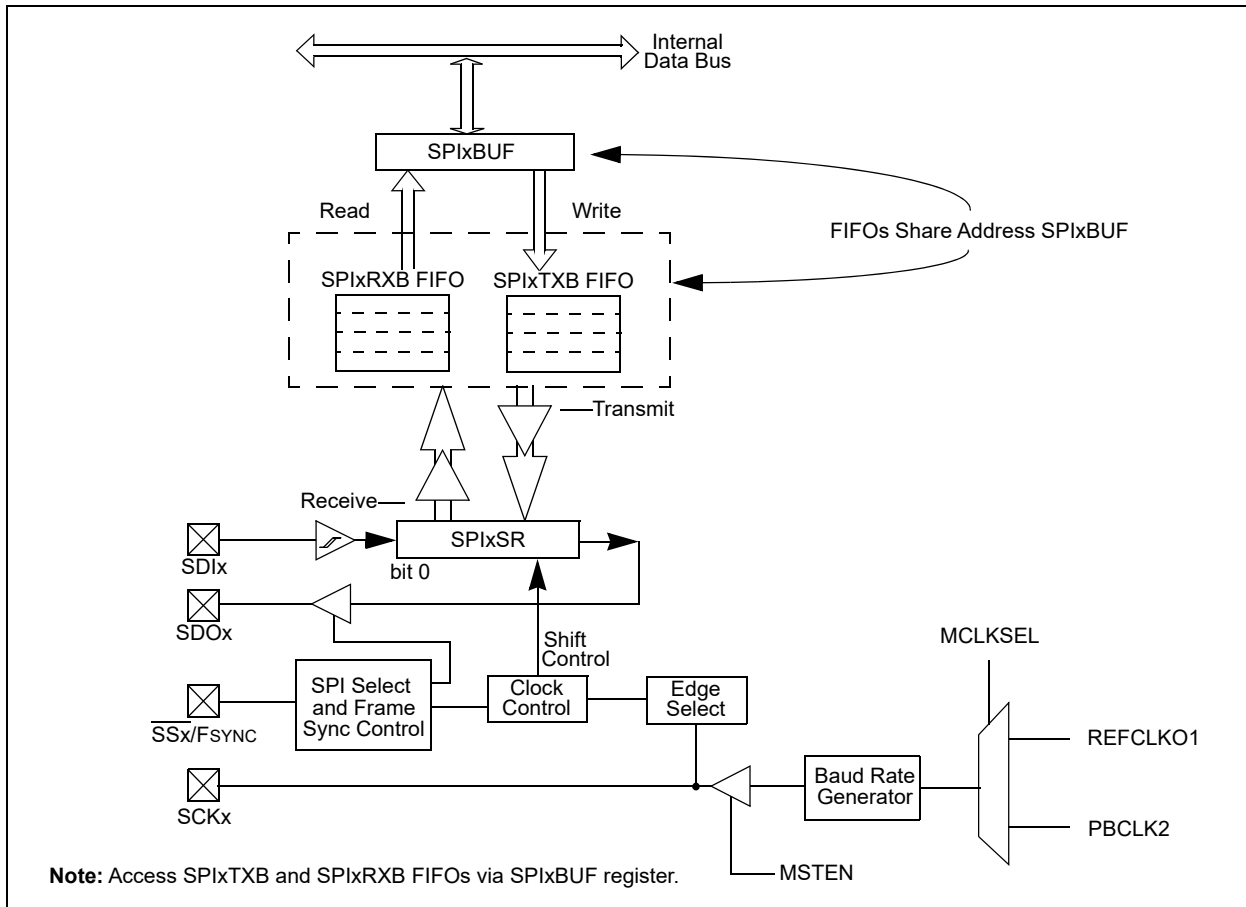 Internal
Data Bus
SPIxBUF
Read
Write
FIFOs Share Address SPIxBUF
SPIxRXB FIFO
SPIxTXB FIFO
Transmit
Receive
SPIxSR
SDIx
bit 0
SDOx
Shift
Control
MCLKSEL
SPI Select
and Frame
Sync Control
Clock
Control
Edge
Select
SSx/FSYNC
REFCLKO1
Baud Rate
Generator
SCKx
PBCLK2
MSTEN
Note: Access SPIxTXB and SPIxRXB FIFOs via SPIxBUF register.